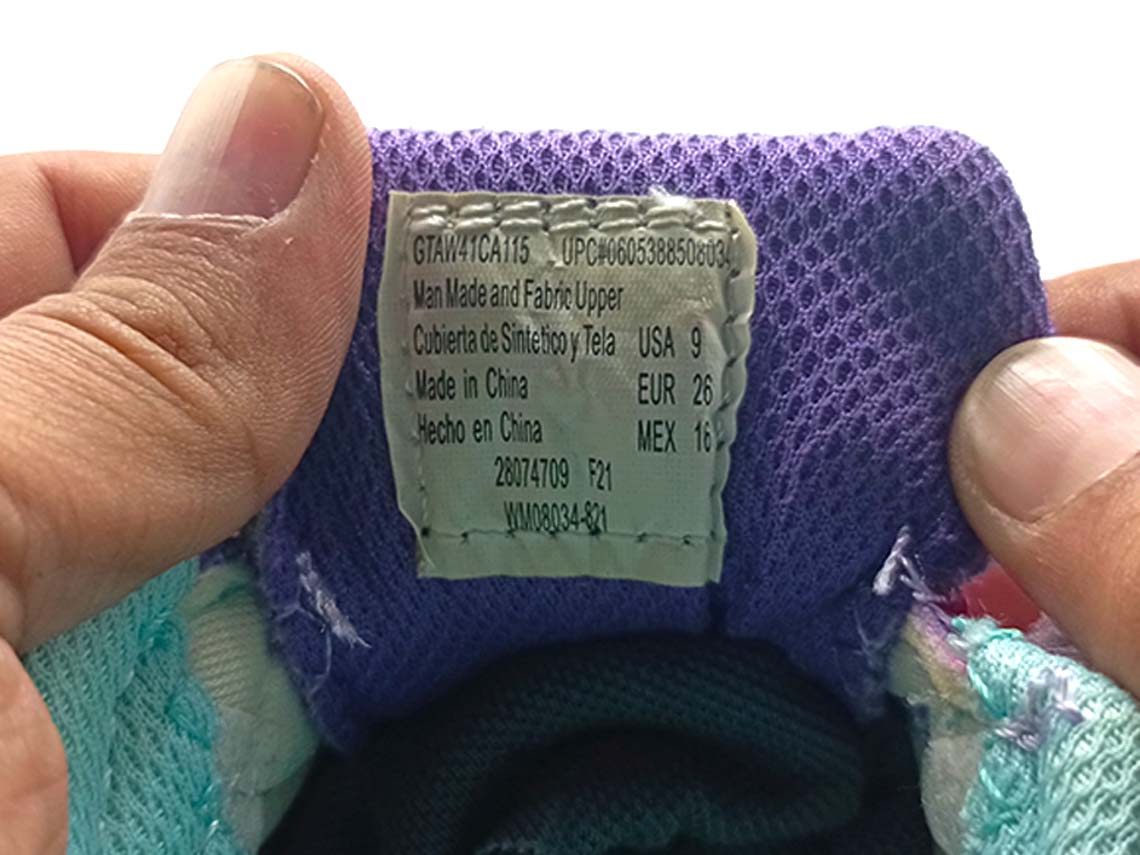 GTAW41CA115 UPC#0605388508034
Man Made and Fabric Upper
Cubierta de Sintetico y Tela USA 9
Made in China EUR 26
Hecho en China MEX 16
28074709 F21
WM08034-821